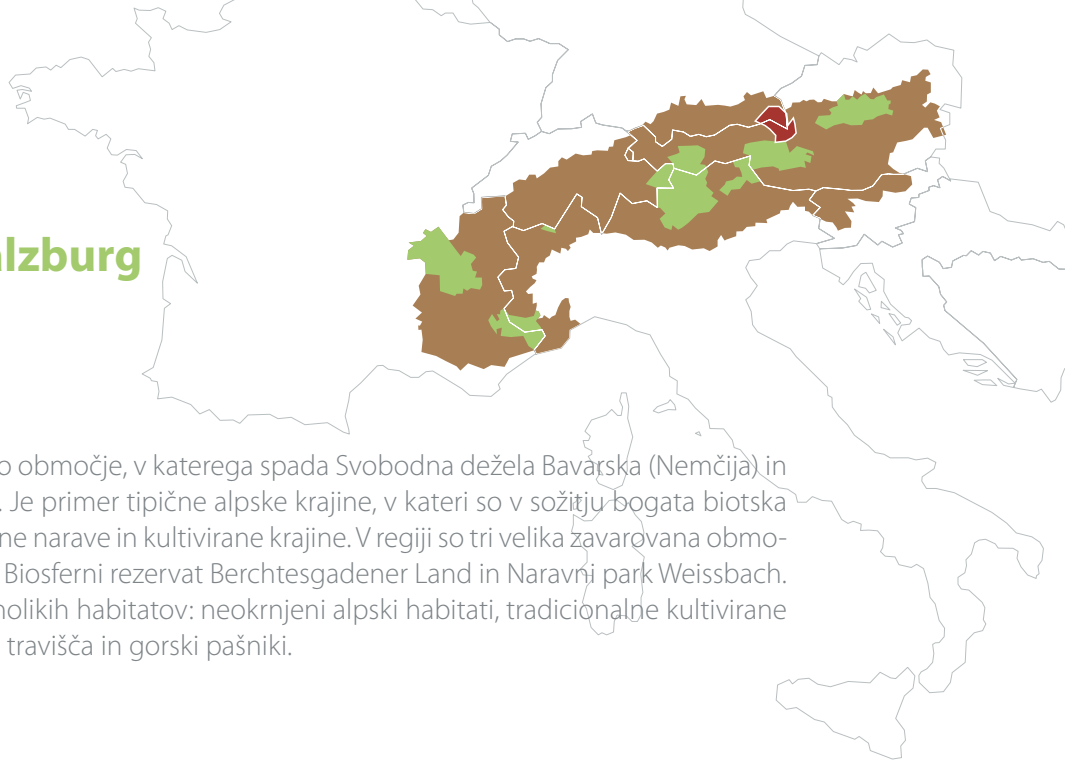 lzburg
o območje, v katerega spada Svobodna dežela Bavarska (Nemčija) in
. Je primer tipične alpske krajine, v kateri so v sožitju bogata biotska
ne narave in kultivirane krajine. V regiji so tri velika zavarovana obmo-
Biosferni rezervat Berchtesgadener Land in Naravni park Weissbach.
nolikih habitatov: neokrnjeni alpski habitati, tradicionalne kultivirane
travišča in gorski pašniki.